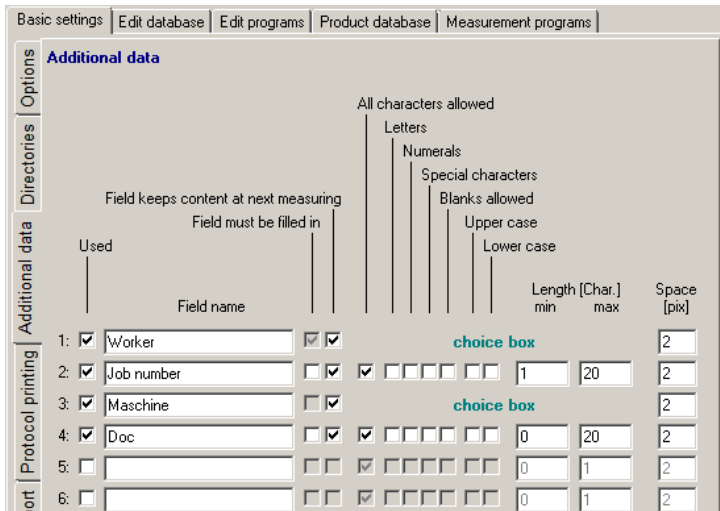 Basic settings Edit database Edit programs Product database Measurement programs
Options
Directories
Additional data
Protocol printing
Additional data
All characters allowed
Letters
Numerals
Special characters
Field keeps content at next measuring Blanks allowed
Field must be filled in Upper case
Used Lower case
Length [Char.] Space
Field name min max [pix]
1: Worker choice box 2
2: Job number 1 20 2
3: Maschine choice box 2
4: Doc 0 20 2
5: 0 1 2
6: 0 1 2